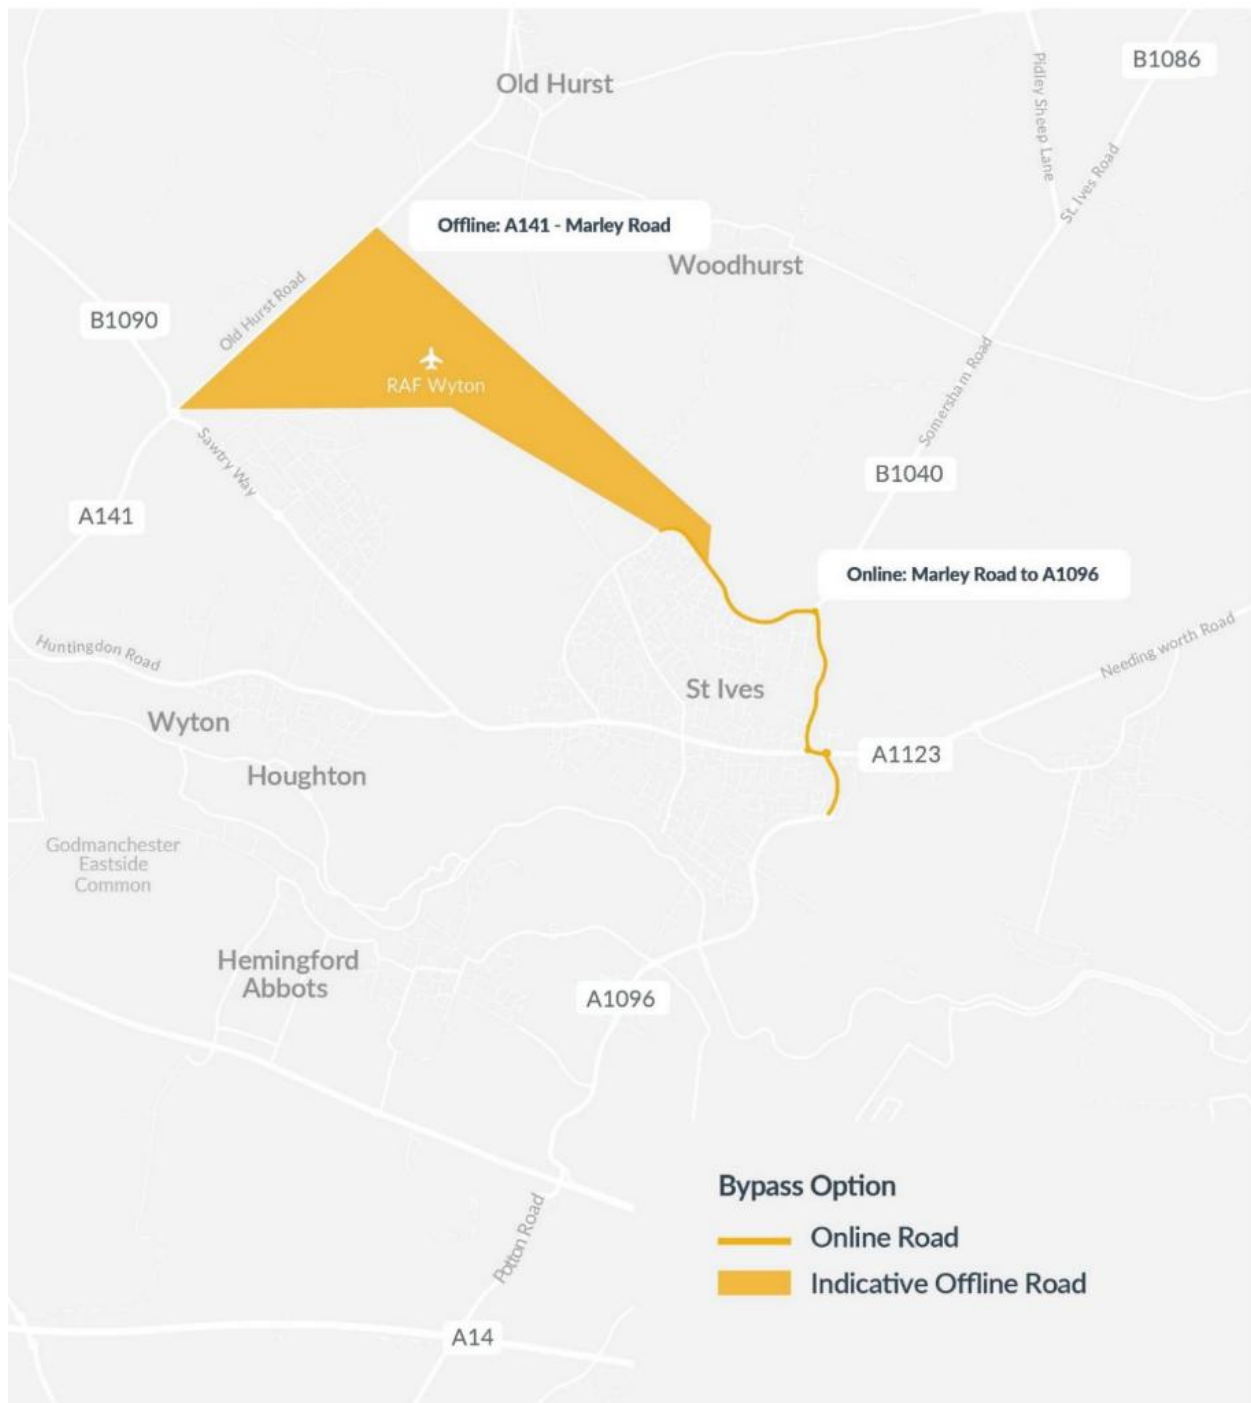 B1086
Old Hurst
Pidley Sheep Lane
St. Ives Road
Offline: A141 - Marley Road
Woodhurst
Old Hurst Road
B1090
RAF Wyton
Somersham Road
Sawtry Way
B1040
A141
Online: Marley Road to A1096
Needing worth Road
Huntingdon Road
St Ives
Wyton
A1123
Houghton
Godmanchester
Eastside
Common
Hemingford
Abbots
A1096
Bypass Option
Potton Road
Online Road
Indicative Offline Road
A14